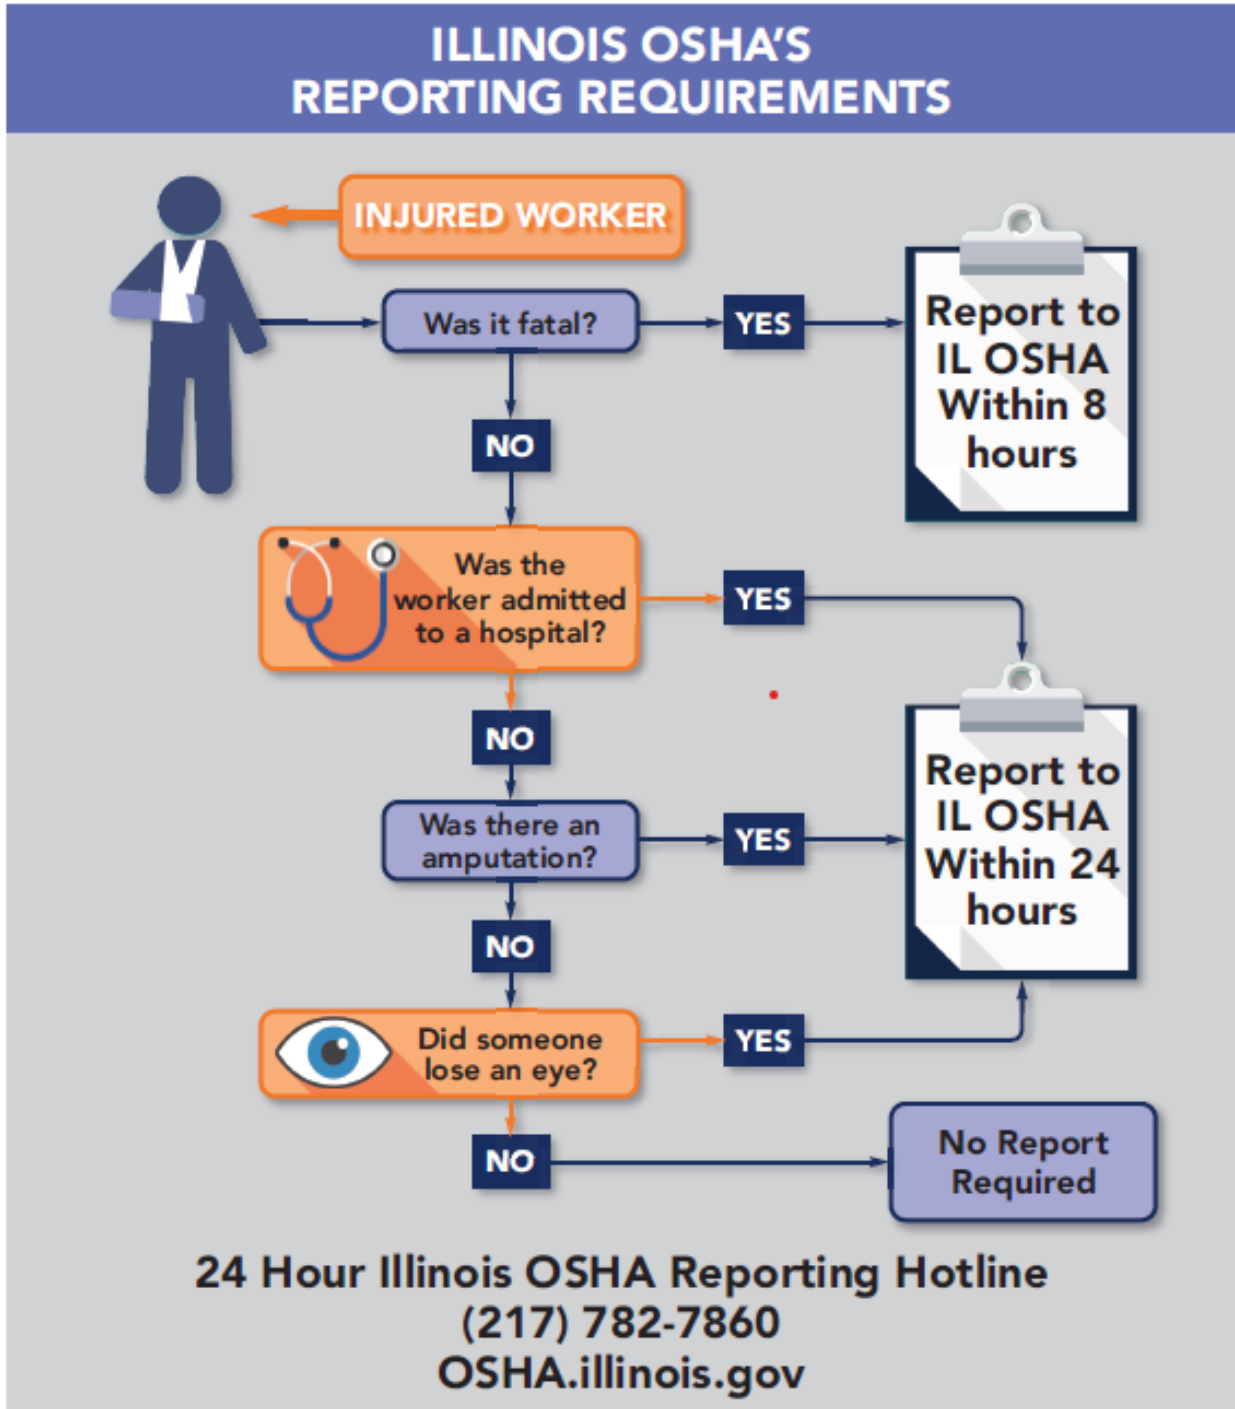 ILLINOIS OSHA'S
REPORTING REQUIREMENTS
INJURED WORKER
Was it fatal?
YES
Report to
IL OSHA
Within 8
hours
NO
Was the
worker admitted
to a hospital?
YES
NO
Report to
IL OSHA
Within 24
hours
Was there an
amputation?
YES
NO
Did someone
lose an eye?
YES
NO
No Report
Required
24 Hour Illinois OSHA Reporting Hotline
(217) 782-7860
OSHA.illinois.gov